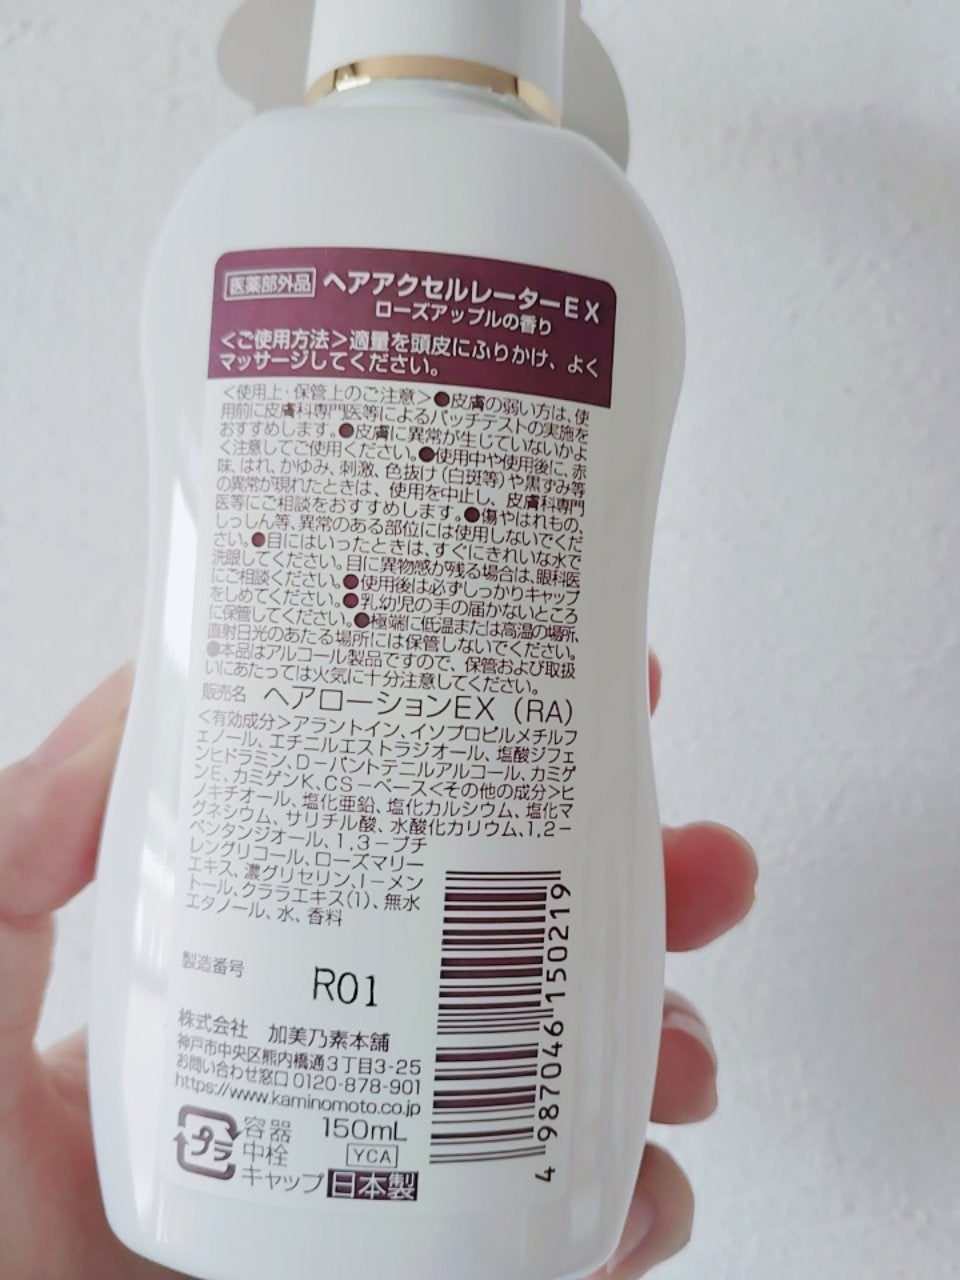 医薬部外品 ヘアアクセルレーターEX
ローズアップルの香り
<ご使用方法>適量を頭皮にふりかけ、よく
マッサージしてください。
<使用上・保管上のご注意>●皮膚の弱い方は、使
用前に皮膚科専門医等によるパッチテストの実施を
おすすめします。●皮膚に異常が生じていないかよ
く注意してご使用ください。●使用中や使用後に、赤
味、はれ、かゆみ、刺激、色抜け(白斑等)や黒ずみ等
の異常が現れたときは、使用を中止し、皮膚科専門
医等にご相談をおすすめします。●傷やはれもの、
しっしん等、異常のある部位には使用しないでくだ
さい。●目にはいったときは、すぐにきれいな水で
洗眼してください。目に異物感が残る場合は、眼科医
にご相談ください。●使用後は必ずしっかりキャップ
をしめてください。●乳幼児の手の届かないところ
に保管してください。●極端に低温または高温の場所、
直射日光のあたる場所には保管しないでください。
●本品はアルコール製品ですので、保管および取扱
いにあたっては火気に十分注意してください。
販売名 ヘアローションEX(RA)
<有効成分>アラントイン、イソプロピルメチルフ
ェノール、エチニルエストラジオール、塩酸ジフェ
ンヒドラミン、D-パントテニルアルコール、カミゲ
ンE、カミゲンK、CS-ベース<その他の成分>ヒ
ノキチオール、塩化亜鉛、塩化カルシウム、塩化マ
グネシウム、サリチル酸、水酸化カリウム、1,2-
ペンタンジオール、1,3-ブチ
レングリコール、ローズマリー
エキス、濃グリセリン、l-メン
トール、クララエキス(1)、無水
エタノール、水、香料
製造番号 R01
株式会社 加美乃素本舗
神戸市中央区熊内橋通3丁目3-25
お問い合わせ窓口 0120-878-901
https://www.kaminomoto.co.jp
プラ
容器 150mL
中栓 YCA
キャップ 日本製
4 987046 150219